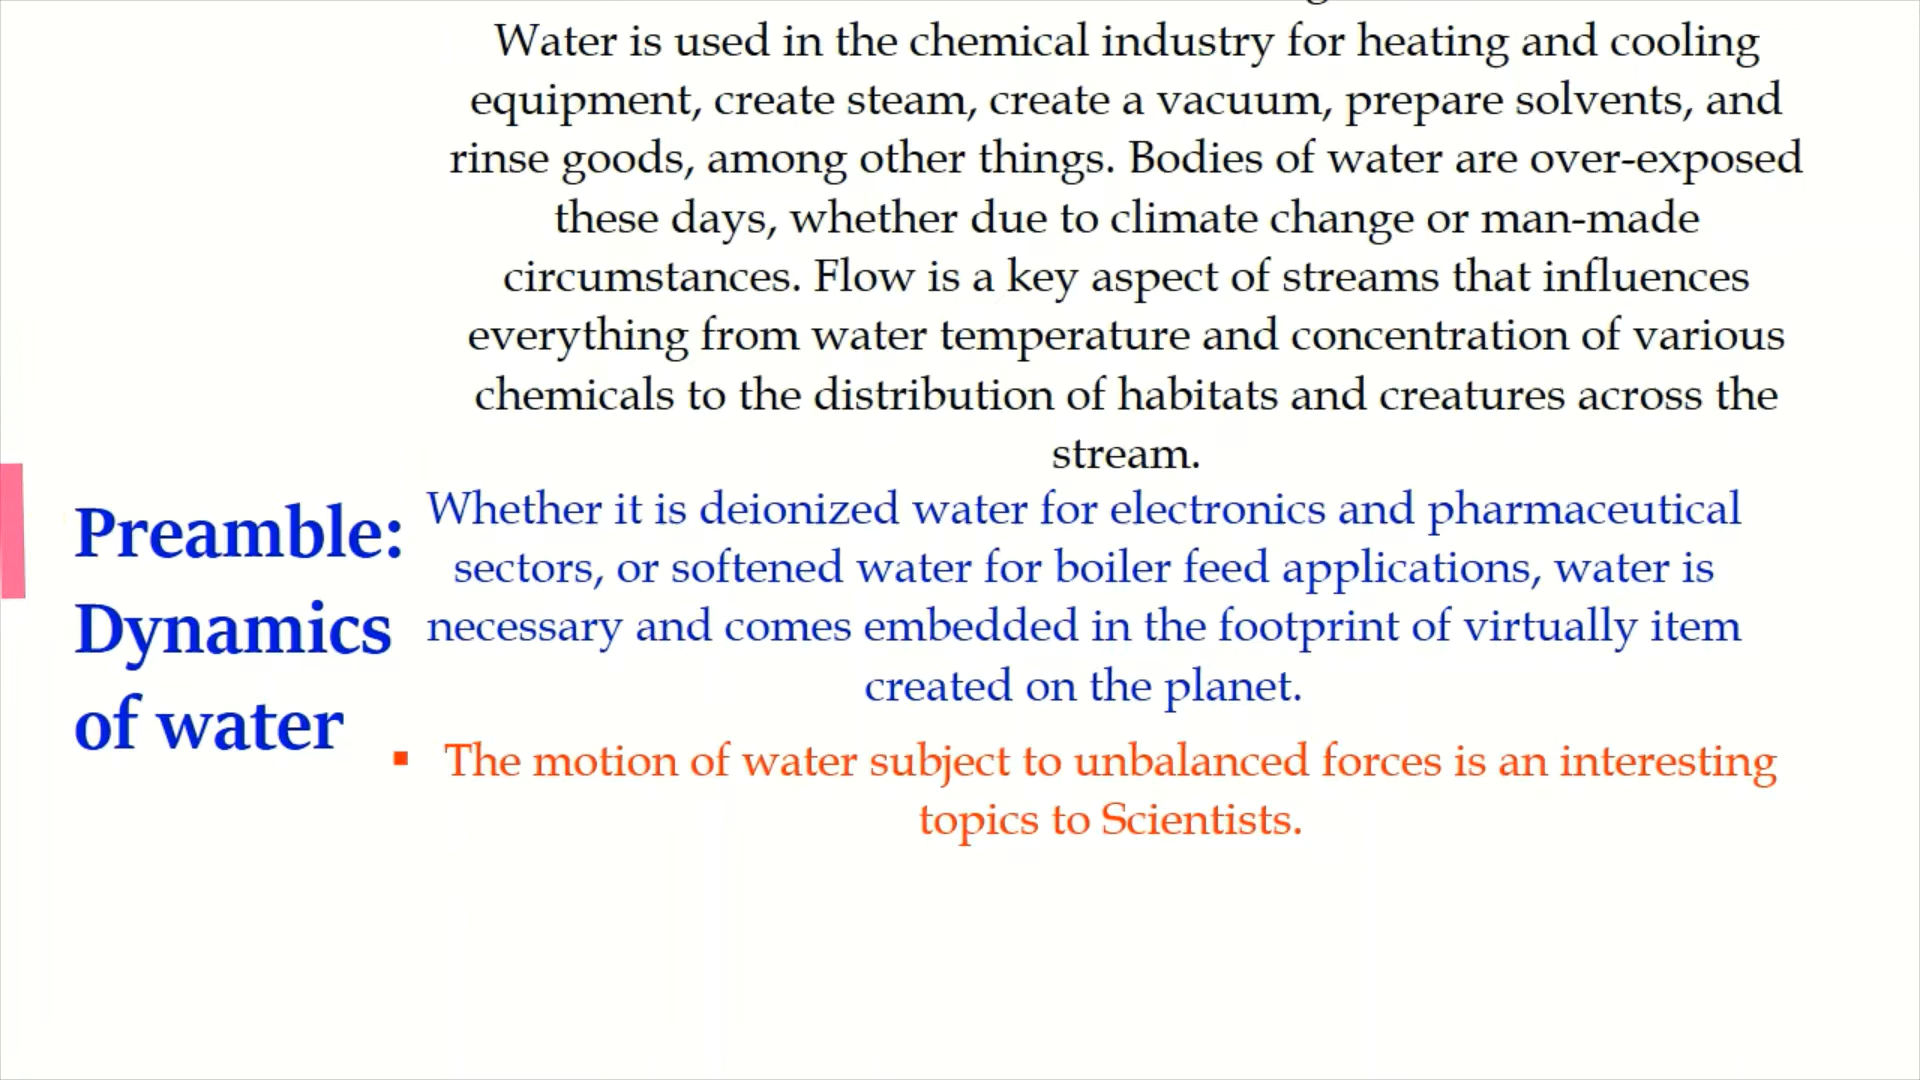 Water is used in the chemical industry for heating and cooling
equipment, create steam, create a vacuum, prepare solvents, and
rinse goods, among other things. Bodies of water are over-exposed
these days, whether due to climate change or man-made
circumstances. Flow is a key aspect of streams that influences
everything from water temperature and concentration of various
chemicals to the distribution of habitats and creatures across the
stream.
Preamble:
Dynamics
of water
Whether it is deionized water for electronics and pharmaceutical
sectors, or softened water for boiler feed applications, water is
necessary and comes embedded in the footprint of virtually item
created on the planet.
▪ The motion of water subject to unbalanced forces is an interesting
topics to Scientists.